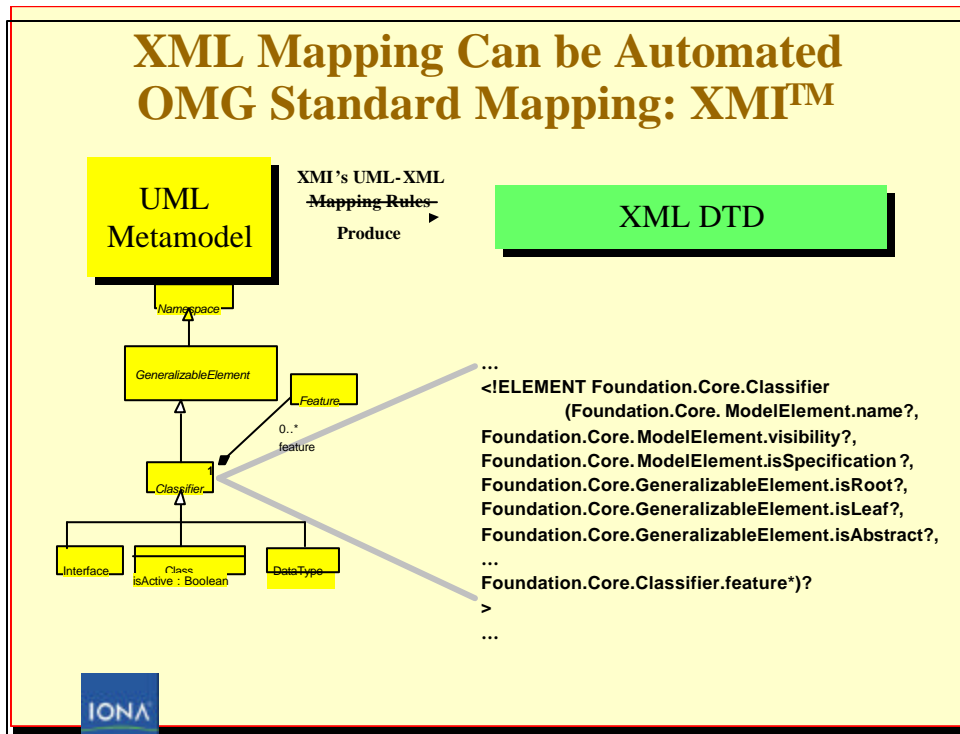 XML Mapping Can be Automated
OMG Standard Mapping: XMI™
UML
Metamodel
XMI's UML-XML
Mapping Rules
Produce
XML DTD
Namespace
GeneralizableElement
Feature
0..*
feature
1
Classifier
Interface
Class
isActive : Boolean
DataType
...
<!ELEMENT Foundation.Core.Classifier
(Foundation.Core. ModelElement.name?,
Foundation.Core. ModelElement.visibility?,
Foundation.Core. ModelElement.isSpecification?,
Foundation.Core.GeneralizableElement.isRoot?,
Foundation.Core.GeneralizableElement.isLeaf?,
Foundation.Core.GeneralizableElement.isAbstract?,
...
Foundation.Core.Classifier.feature*)?
>
...
IONA